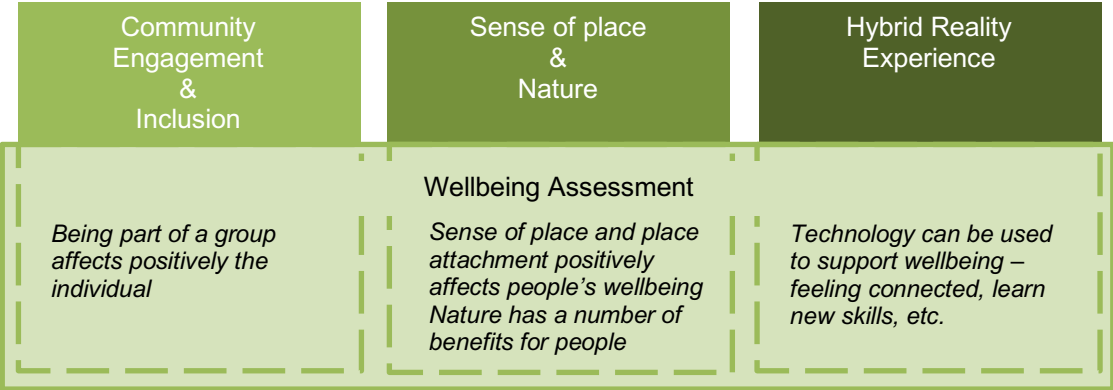 Community
Engagement
&
Inclusion
Sense of place
&
Nature
Hybrid Reality
Experience
Wellbeing Assessment
Being part of a group
affects positively the
individual
Sense of place and place
attachment positively
affects people's wellbeing
Nature has a number of
benefits for people
Technology can be used
to support wellbeing –
feeling connected, learn
new skills, etc.